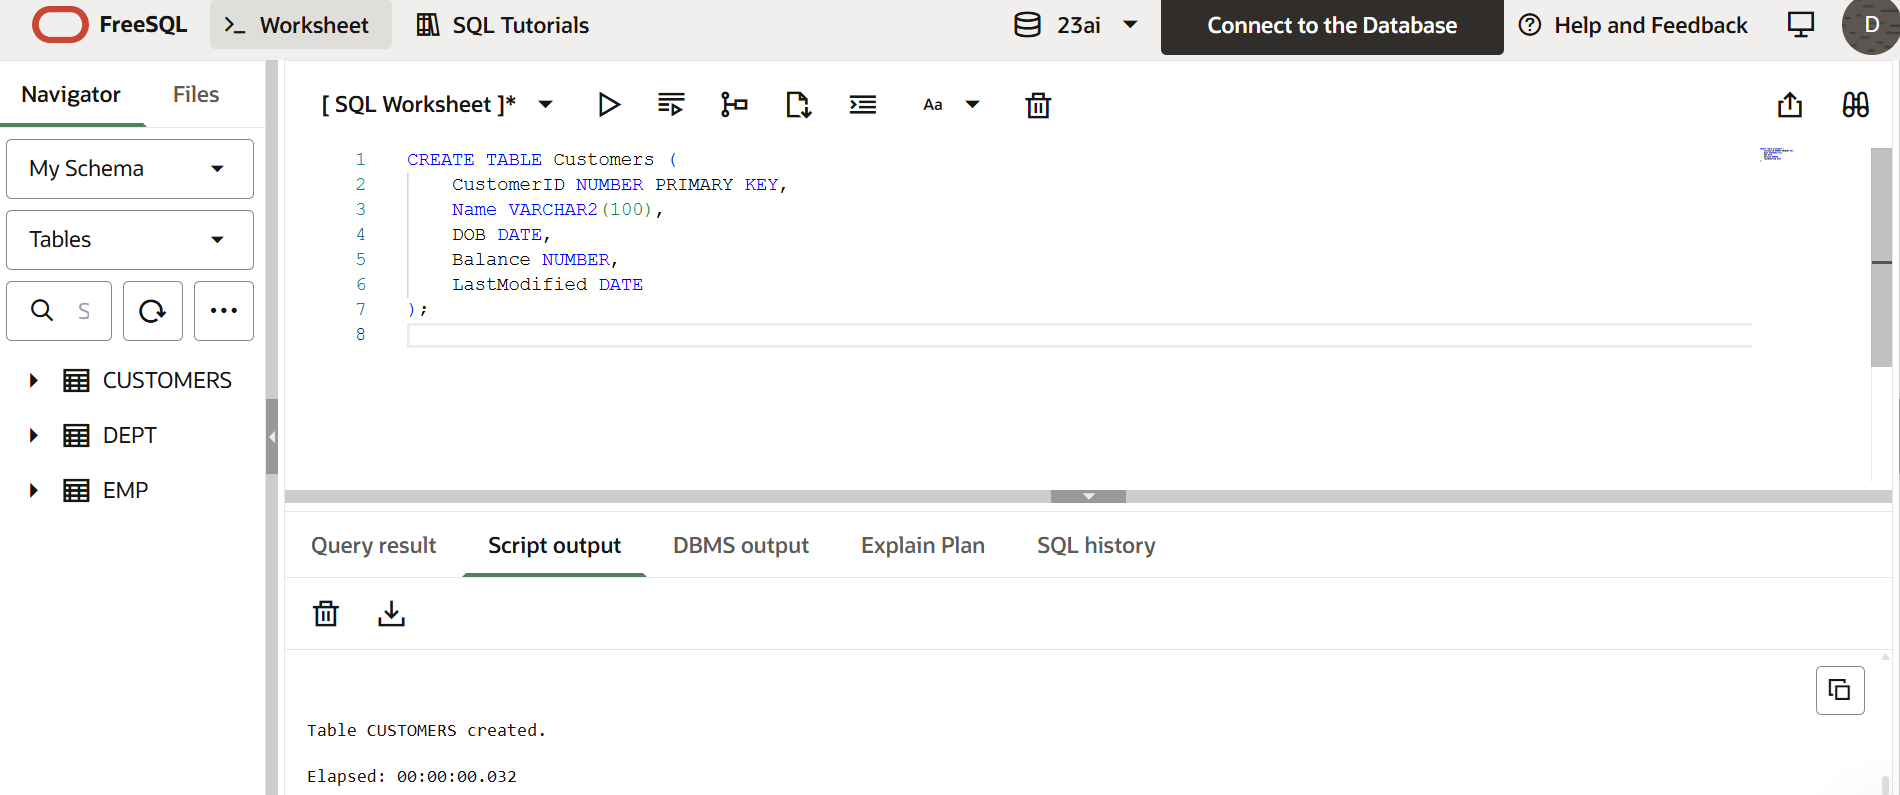 FreeSQL
Worksheet
SQL Tutorials
23ai
Connect to the Database
Help and Feedback
D
Navigator
Files
My Schema
Tables
S
CUSTOMERS
DEPT
EMP
[ SQL Worksheet ]*
Aa
1 CREATE TABLE Customers (
2 CustomerID NUMBER PRIMARY KEY,
3 Name VARCHAR2(100),
4 DOB DATE,
5 Balance NUMBER,
6 LastModified DATE
7 );
8
Query result
Script output
DBMS output
Explain Plan
SQL history
Table CUSTOMERS created.
Elapsed: 00:00:00.032